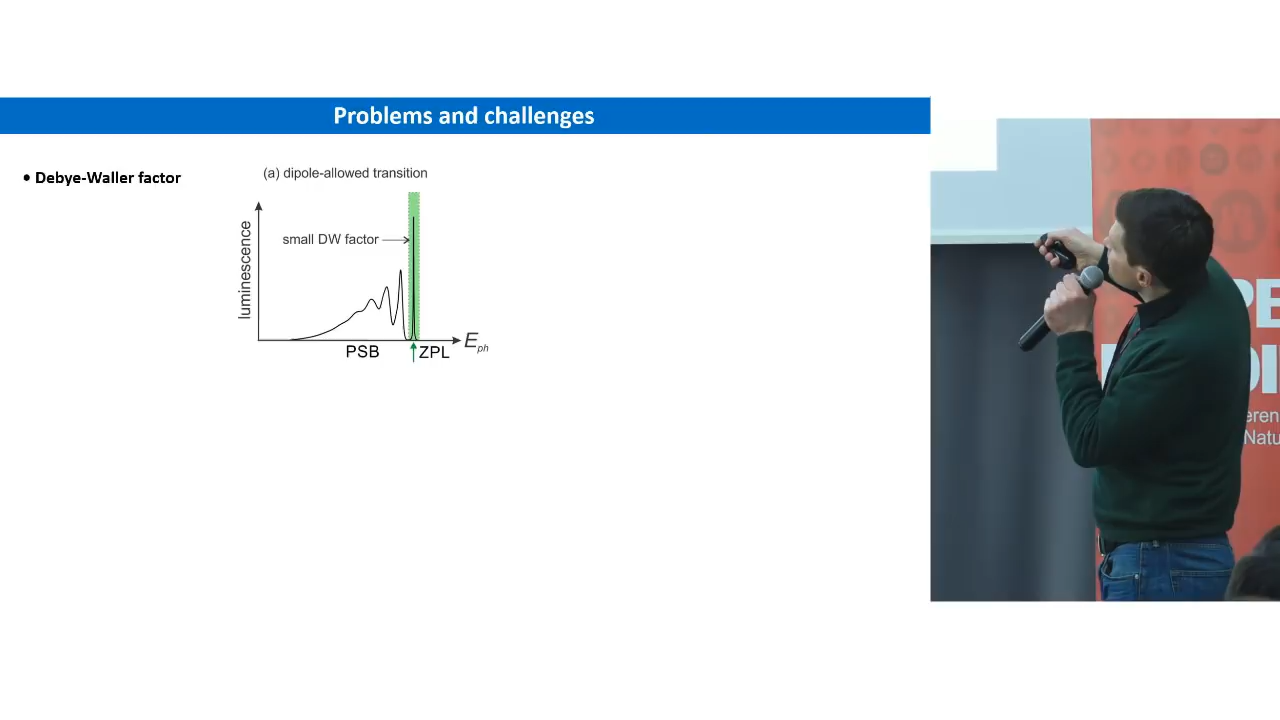 Problems and challenges
• Debye-Waller factor
(a) dipole-allowed transition
luminescence
small DW factor
PSB
ZPL
E_ph